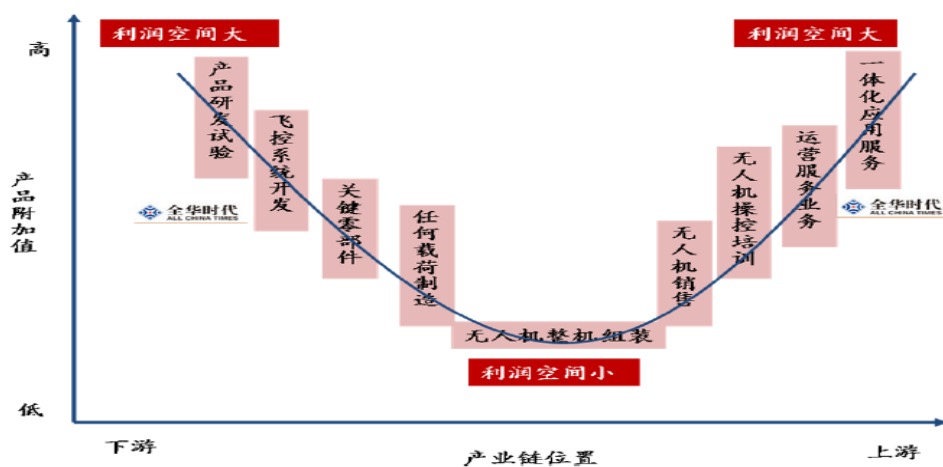 利润空间大
利润空间大
高
产品研发试验
飞控系统开发
关键零部件
任何载荷制造
无人机整机组装
无人机销售
无人机操控培训
运营服务业务
一体化应用服务
全华时代
ALL CHINA TIMES
全华时代
ALL CHINA TIMES
产品附加值
利润空间小
低
下游
产业链位置
上游